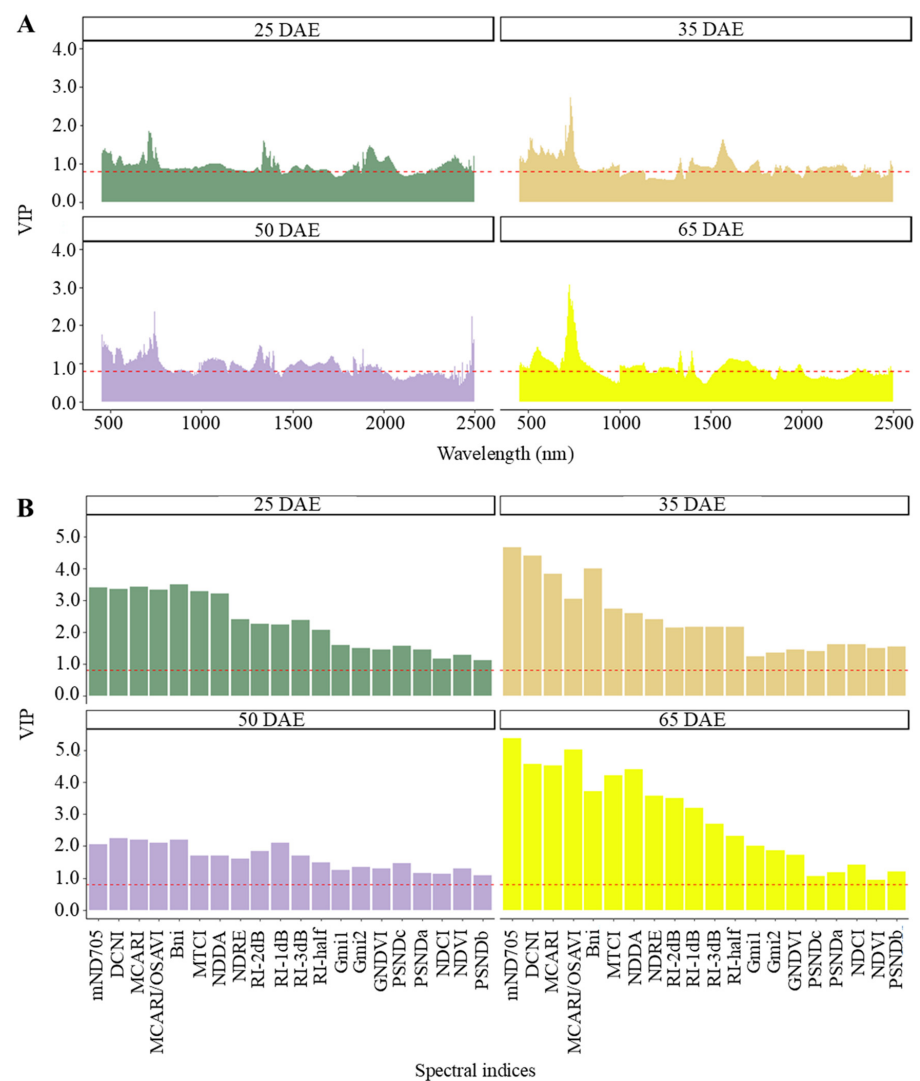 A
25 DAE
35 DAE
4.0
3.0
2.0
1.0
0.0
VIP
50 DAE
65 DAE
4.0
3.0
2.0
1.0
0.0
500 1000 1500 2000 2500 500 1000 1500 2000 2500
Wavelength (nm)
B
25 DAE
35 DAE
5.0
4.0
3.0
2.0
1.0
0.0
VIP
50 DAE
65 DAE
5.0
4.0
3.0
2.0
1.0
0.0
mND705
DCNI
MCARI
MCARI/OSAVI
Bni
MTCI
NDDA
NDRE
RI-2dB
RI-1dB
RI-3dB
RI-half
Gmi1
Gmi2
GNDVI
PSNDc
PSNDa
NDCI
NDVI
PSNDb
mND705
DCNI
MCARI
MCARI/OSAVI
Bni
MTCI
NDDA
NDRE
RI-2dB
RI-1dB
RI-3dB
RI-half
Gmi1
Gmi2
GNDVI
PSNDc
PSNDa
NDCI
NDVI
PSNDb
Spectral indices